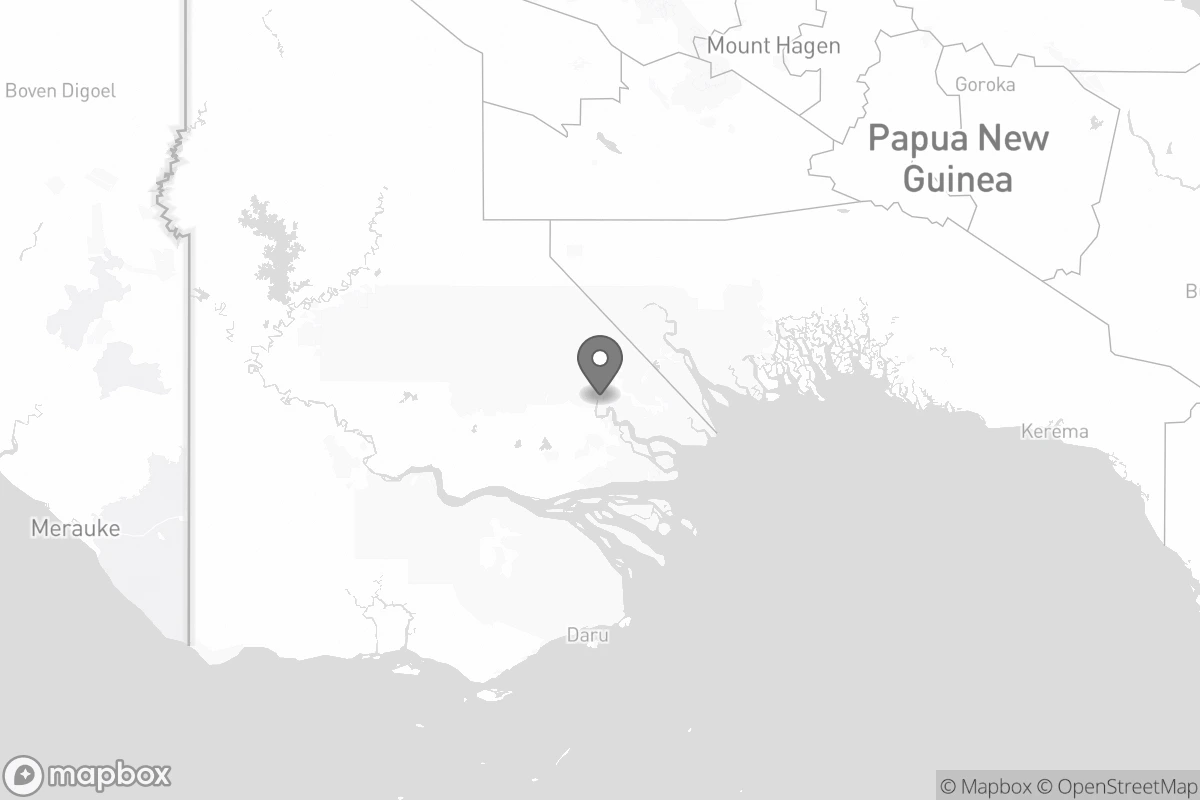 Mount Hagen
Boven Digoel
Goroka
Papua New
Guinea
Kerema
Merauke
Daru
mapbox
© Mapbox © OpenStreetMap